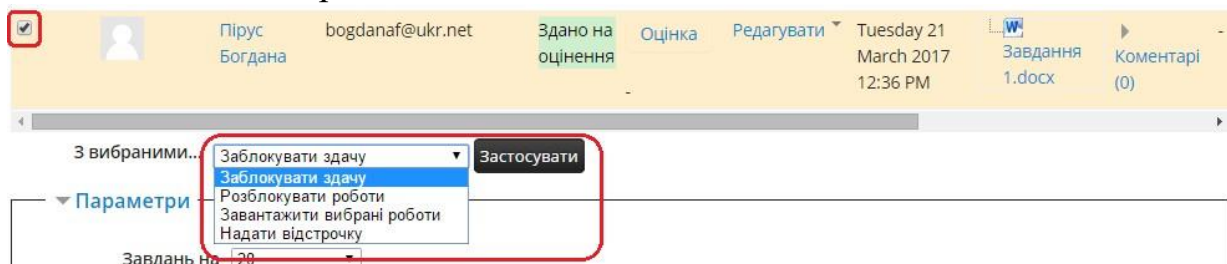 Пірус Богдана
bogdanaf@ukr.net
Здано на оцінення
-
Оцінка
Редагувати
Tuesday 21 March 2017 12:36 PM
Завдання 1.docx
Коментарі (0)
-
З вибраними...
Заблокувати здачу
Застосувати
Заблокувати здачу
Розблокувати роботи
Завантажити вибрані роботи
Надати відстрочку
Параметри
Завдань на
20